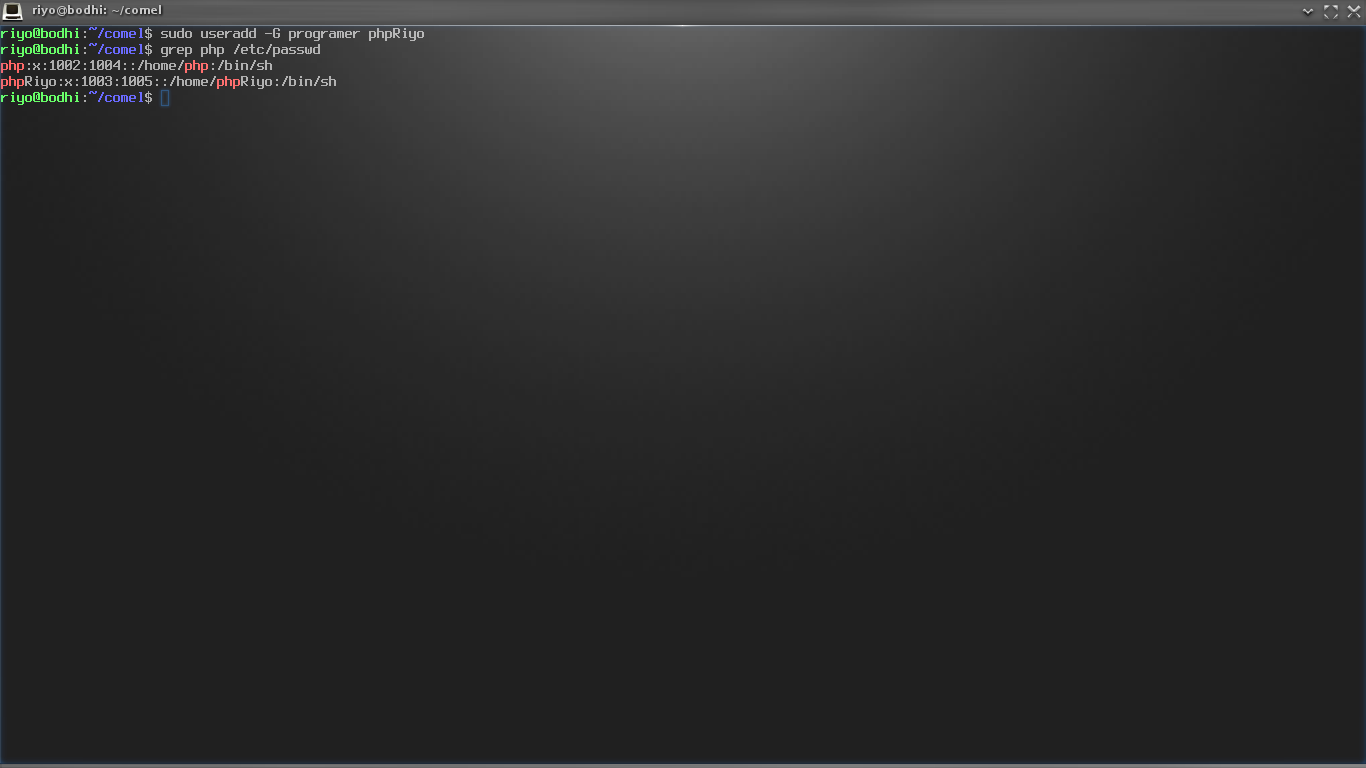 riyo@bodhi: ~/comel
riyo@bodhi:~/comel$ sudo useradd -G programer phpRiyo
riyo@bodhi:~/comel$ grep php /etc/passwd
php:x:1002:1004::/home/php:/bin/sh
phpRiyo:x:1003:1005::/home/phpRiyo:/bin/sh
riyo@bodhi:~/comel$